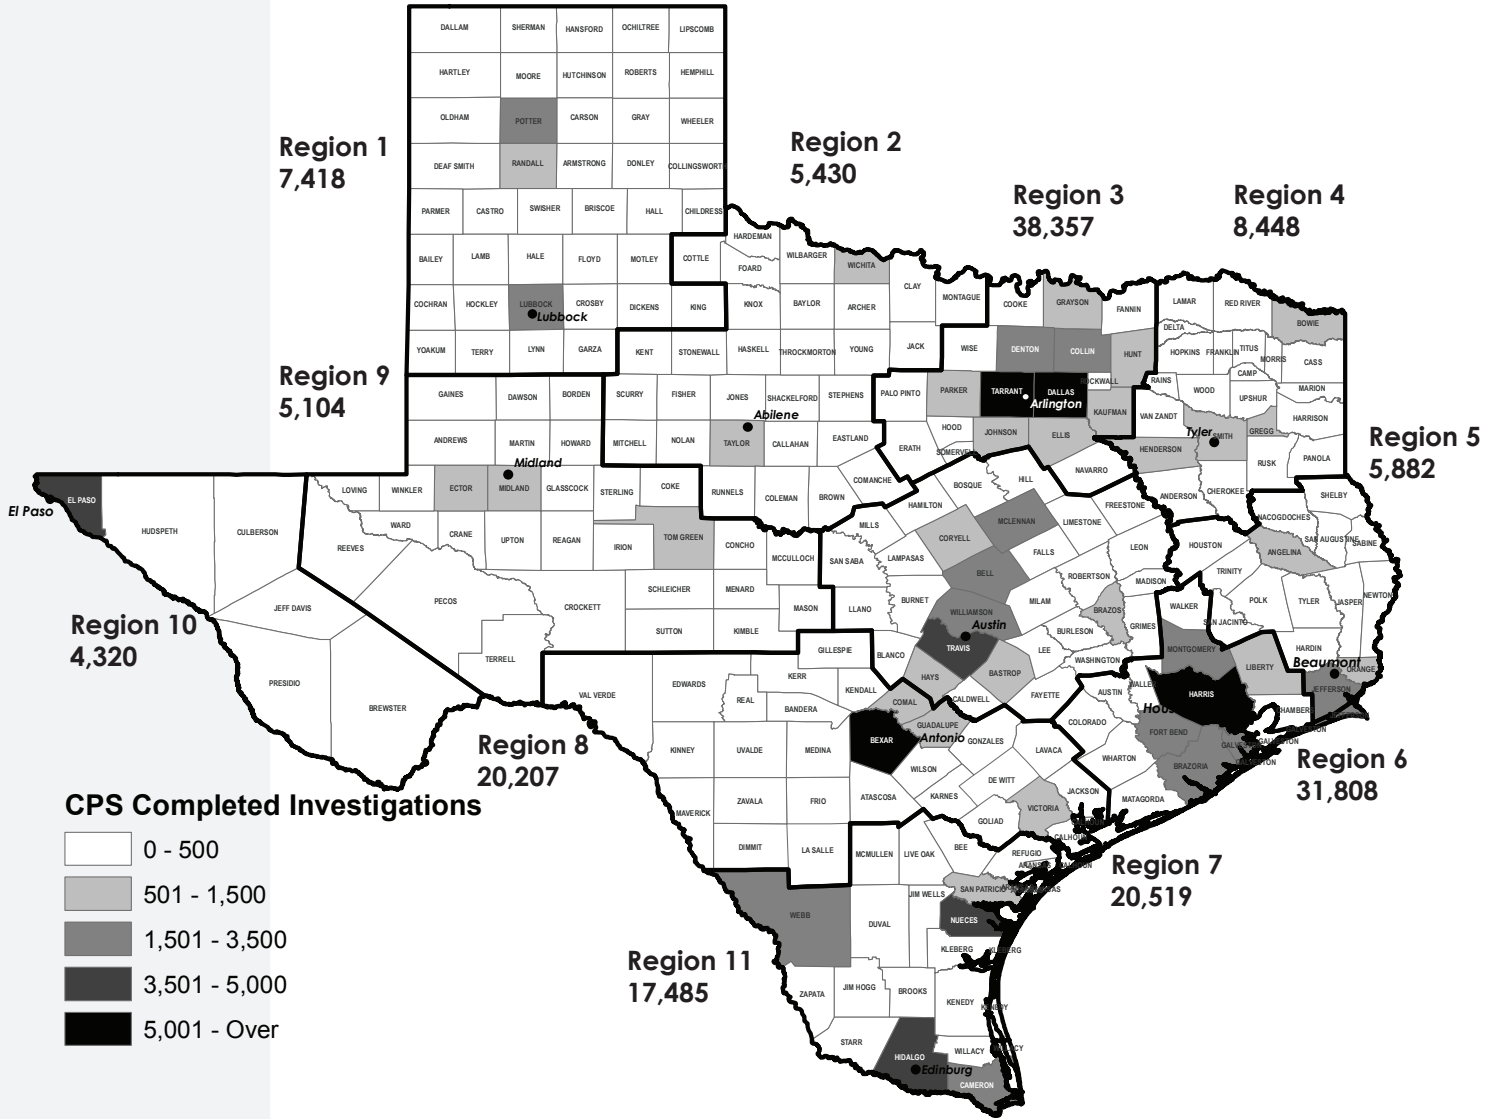 DALLAM SHERMAN HANSFORD OCHILTREE LIPSCOMB
HARTLEY MOORE HUTCHINSON ROBERTS HEMPHILL
OLDHAM POTTER CARSON GRAY WHEELER
Region 1
7,418
DEAF SMITH RANDALL ARMSTRONG DONLEY COLLINGSWORTH
Region 2
5,430
Region 3
38,357
Region 4
8,448
PARMER CASTRO SWISHER BRISCOE HALL CHILDRESS
BAILEY LAMB HALE FLOYD MOTLEY COTTLE HARDEMAN FOARD WILBARGER WICHITA
COCHRAN HOCKLEY LUBBOCK CROSBY DICKENS KING KNOX BAYLOR ARCHER CLAY MONTAGUE COOKE GRAYSON FANNIN LAMAR RED RIVER BOWIE
Lubbock
YOAKUM TERRY LYNN GARZA KENT STONEWALL HASKELL THROCKMORTON YOUNG JACK WISE DENTON COLLIN HUNT DELTA HOPKINS FRANKLIN TITUS MORRIS CASS
Region 9
5,104
GAINES DAWSON BORDEN SCURRY FISHER JONES SHACKELFORD STEPHENS PALO PINTO PARKER TARRANT DALLAS ROCKWALL KAUFMAN RAINS WOOD CAMP UPSHUR MARION
Abilene
Arlington
ANDREWS MARTIN HOWARD MITCHELL NOLAN TAYLOR CALLAHAN EASTLAND ERATH HOOD SOMERVELL JOHNSON ELLIS VAN ZANDT SMITH GREGG HARRISON
Tyler
Region 5
5,882
Midland
HENDERSON NAVARRO RUSK PANOLA
LOVING WINKLER ECTOR MIDLAND GLASSCOCK STERLING COKE RUNNELS COLEMAN BROWN COMANCHE BOSQUE HILL FREESTONE ANDERSON CHEROKEE SHELBY
EL PASO
El Paso
HUDSPETH CULBERSON REEVES WARD CRANE UPTON REAGAN IRION TOM GREEN CONCHO MCCULLOCH MILLS HAMILTON CORYELL MCLENNAN LIMESTONE NACOGDOCHES SAN AUGUSTINE SABINE
SAN SABA LAMPASAS BELL FALLS LEON HOUSTON ANGELINA
JEFF DAVIS PECOS CROCKETT SCHLEICHER MENARD MASON LLANO BURNET WILLIAMSON MILAM ROBERTSON MADISON TRINITY POLK TYLER JASPER NEWTON
Region 10
4,320
BRAZOS GRIMES WALKER SAN JACINTO
Austin
TERRELL SUTTON KIMBLE GILLESPIE BLANCO TRAVIS BURLESON LEE WASHINGTON MONTGOMERY LIBERTY HARDIN ORANGE
Beaumont
PRESIDIO BREWSTER VAL VERDE EDWARDS REAL KERR BANDERA KENDALL HAYS BASTROP CALDWELL FAYETTE AUSTIN HARRIS JEFFERSON
COMAL GUADALUPE COLORADO FORT BEND
Antonio
Region 8
20,207
KINNEY UVALDE MEDINA BEXAR WILSON GONZALES LAVACA WHARTON BRAZORIA
Region 6
31,808
MAVERICK ZAVALA FRIO ATASCOSA KARNES DE WITT JACKSON MATAGORDA
DIMMIT LA SALLE MCMULLEN LIVE OAK BEE GOLIAD VICTORIA CALHOUN REFUGIO
Region 7
20,519
WEBB DUVAL JIM WELLS SAN PATRICIO NUECES
Region 11
17,485
KLEBERG
ZAPATA JIM HOGG BROOKS KENEDY
STARR HIDALGO WILLACY CAMERON
Edinburg
CPS Completed Investigations
0 - 500
501 - 1,500
1,501 - 3,500
3,501 - 5,000
5,001 - Over